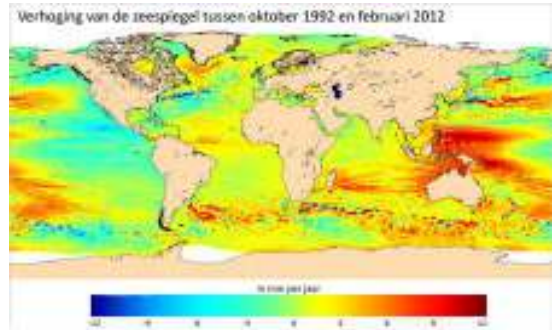 Verhoging van de zeespiegel tussen oktober 1992 en februari 2012
In mm per jaar